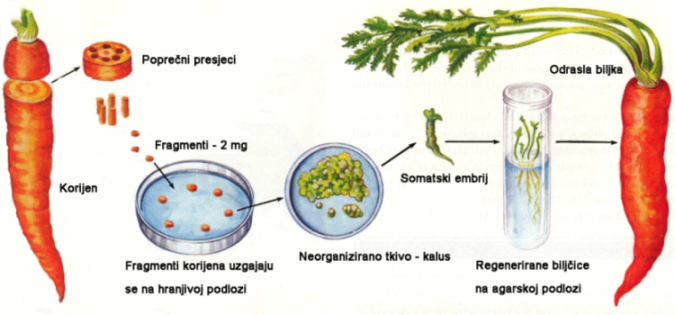 Poprečni presjeci
Fragmenti - 2 mg
Korijen
Fragmenti korijena uzgajaju
se na hranjivoj podlozi
Neorganizirano tkivo - kalus
Somatski embrij
Regenerirane biljčice
na agarskoj podlozi
Odrasla biljka